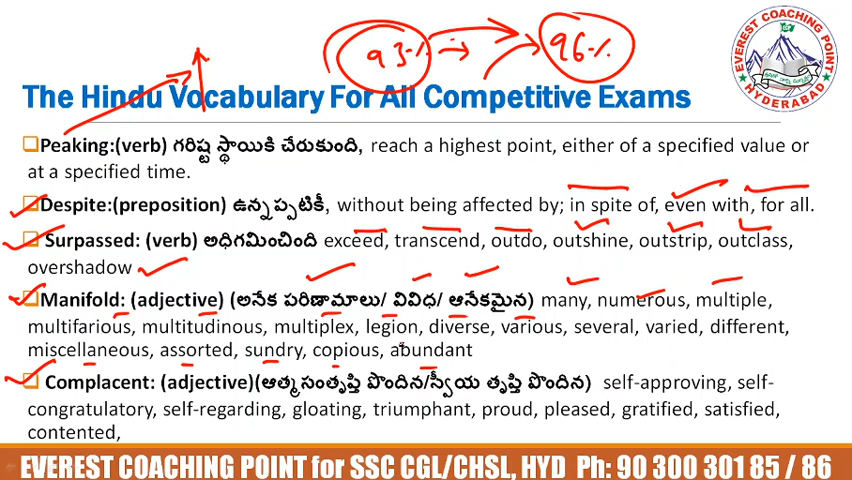 93% → 96%
EVEREST COACHING POINT
HYDERABAD
The Hindu Vocabulary For All Competitive Exams
Peaking:(verb) గరిష్ట స్థాయికి చేరుకుంది, reach a highest point, either of a specified value or
at a specified time.
Despite:(preposition) ఉన్నప్పటికీ, without being affected by; in spite of, even with, for all.
Surpassed: (verb) అధిగమించింది exceed, transcend, outdo, outshine, outstrip, outclass,
overshadow
Manifold: (adjective) (అనేక పరిణామాలు/ వివిధ/ ఆనేకమైన) many, numerous, multiple,
multifarious, multitudinous, multiplex, legion, diverse, various, several, varied, different,
miscellaneous, assorted, sundry, copious, abundant
Complacent: (adjective)(ఆత్మసంతృప్తి పొందిన/స్వీయ తృప్తి పొందిన) self-approving, self-
congratulatory, self-regarding, gloating, triumphant, proud, pleased, gratified, satisfied,
contented,
EVEREST COACHING POINT for SSC CGL/CHSL, HYD Ph: 90 300 301 85 / 86